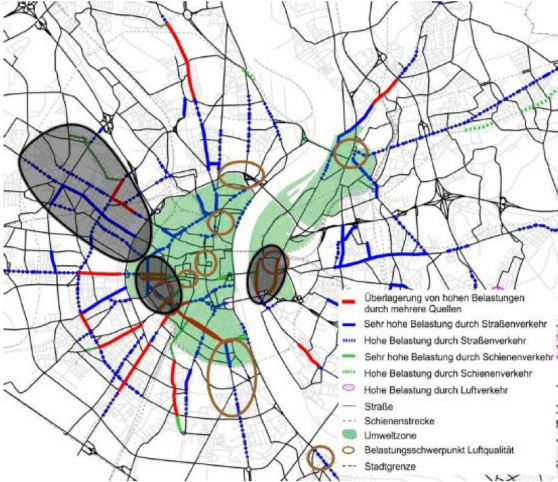 Überlagerung von hohen Belastungen
durch mehrere Quellen
Sehr hohe Belastung durch Straßenverkehr
Hohe Belastung durch Straßenverkehr
Sehr hohe Belastung durch Schienenverkehr
Hohe Belastung durch Schienenverkehr
Hohe Belastung durch Luftverkehr
Straße
Schienenstrecke
Umweltzone
Belastungsschwerpunkt Luftqualität
Stadtgrenze